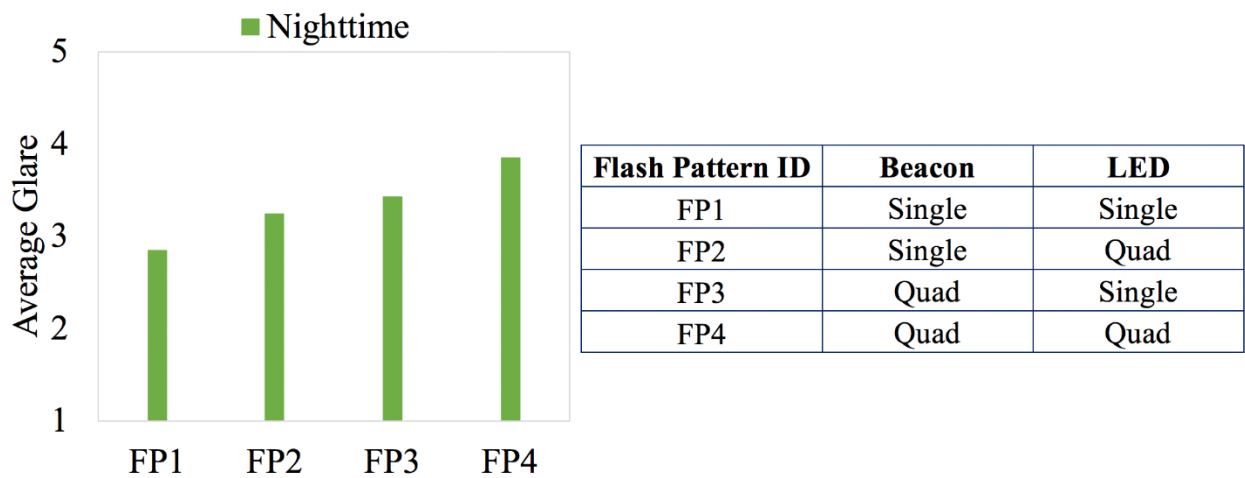 Nighttime
5
4
3
2
1
Average Glare
FP1 FP2 FP3 FP4
Flash Pattern ID Beacon LED
FP1 Single Single
FP2 Single Quad
FP3 Quad Single
FP4 Quad Quad